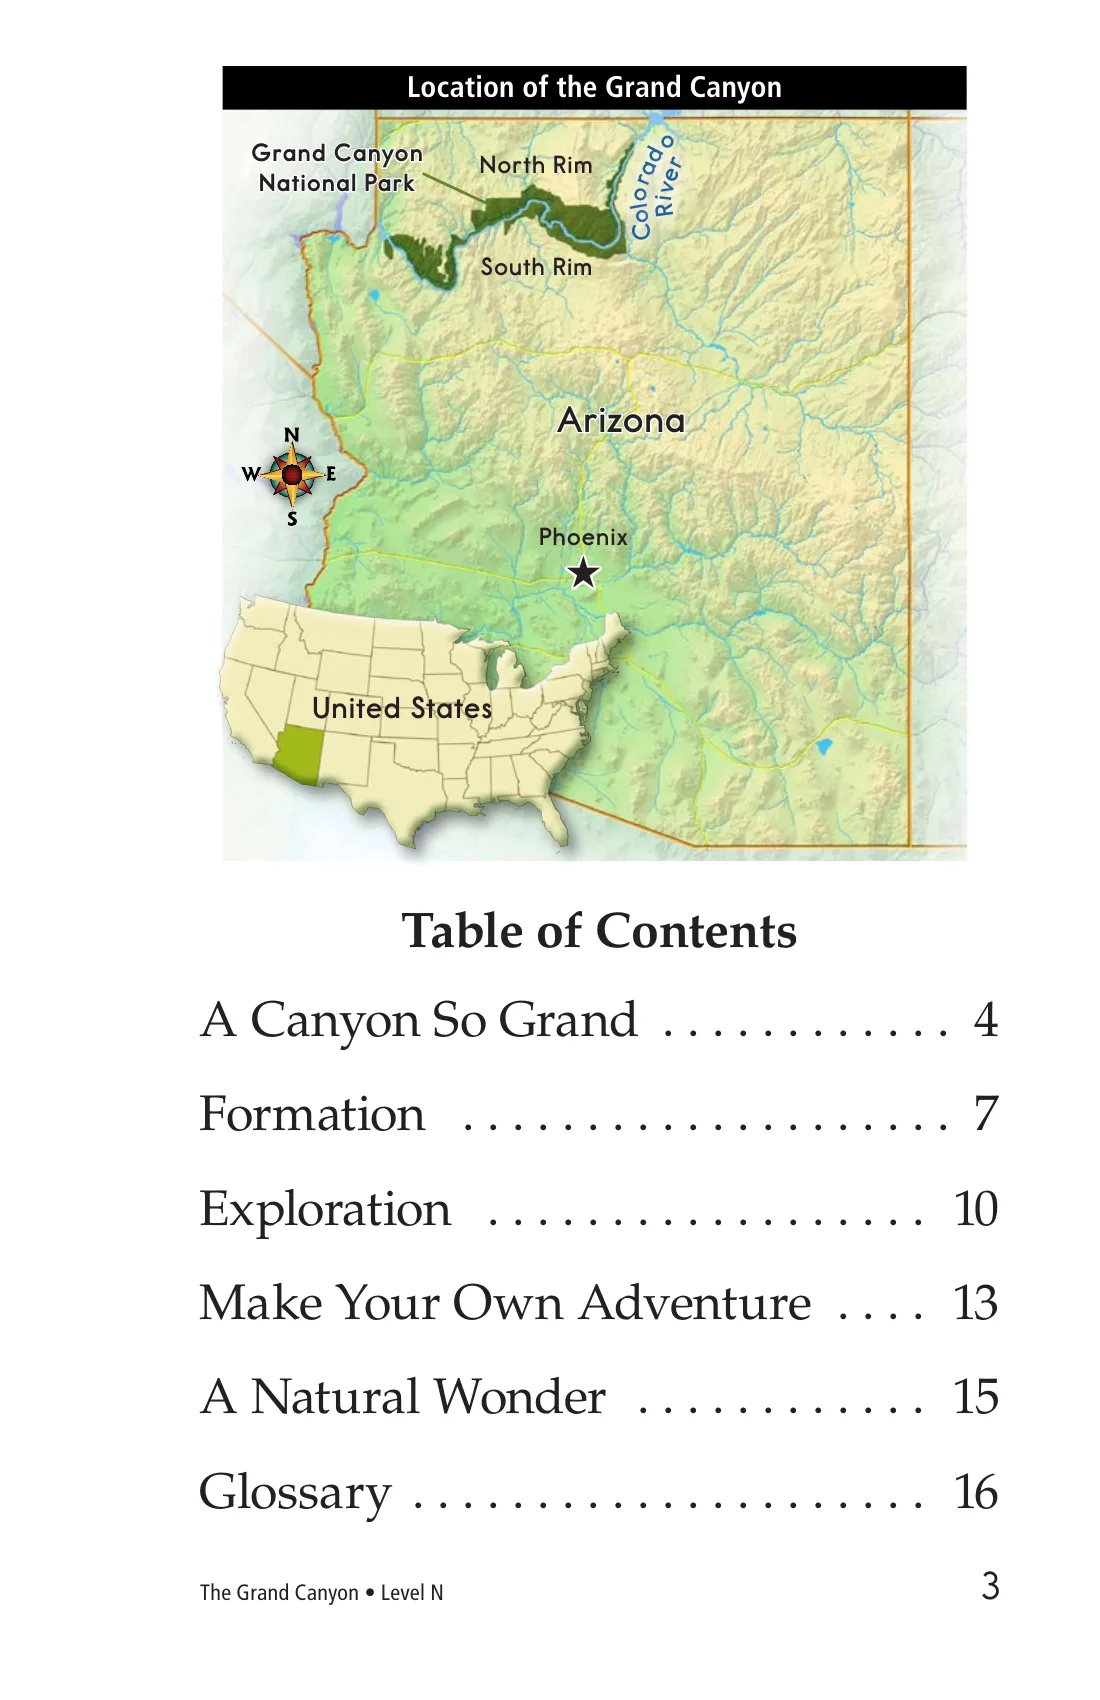 Location of the Grand Canyon
Grand Canyon
National Park
North Rim
Colorado
River
South Rim
Arizona
N
W E
S
Phoenix
United States
Table of Contents
A Canyon So Grand . . . . . . . . . . . . 4
Formation . . . . . . . . . . . . . . . . . . . . 7
Exploration . . . . . . . . . . . . . . . . . . 10
Make Your Own Adventure . . . . 13
A Natural Wonder . . . . . . . . . . . . 15
Glossary . . . . . . . . . . . . . . . . . . . . . 16
The Grand Canyon • Level N 3